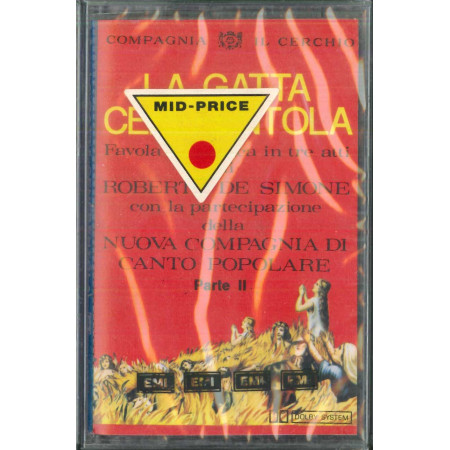 COMPAGNIA IL CERCHIO
LA GATTA
MID-PRICE
Favola in tre atti
ROBERTO DE SIMONE
con la partecipazione
della
NUOVA COMPAGNIA DI
CANTO POPOLARE
Parte II
EMI EMI EMI EMI
DOLBY SYSTEM